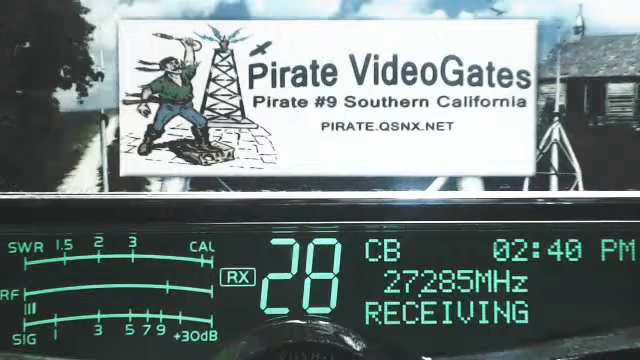 Pirate VideoGates
Pirate #9 Southern California
PIRATE.QSNX.NET
SWR 1.5 2 3 CAL
RX
28
CB 02:40 PM
RF
27285MHz
RECEIVING
SIG 1 3 5 7 9 +30dB